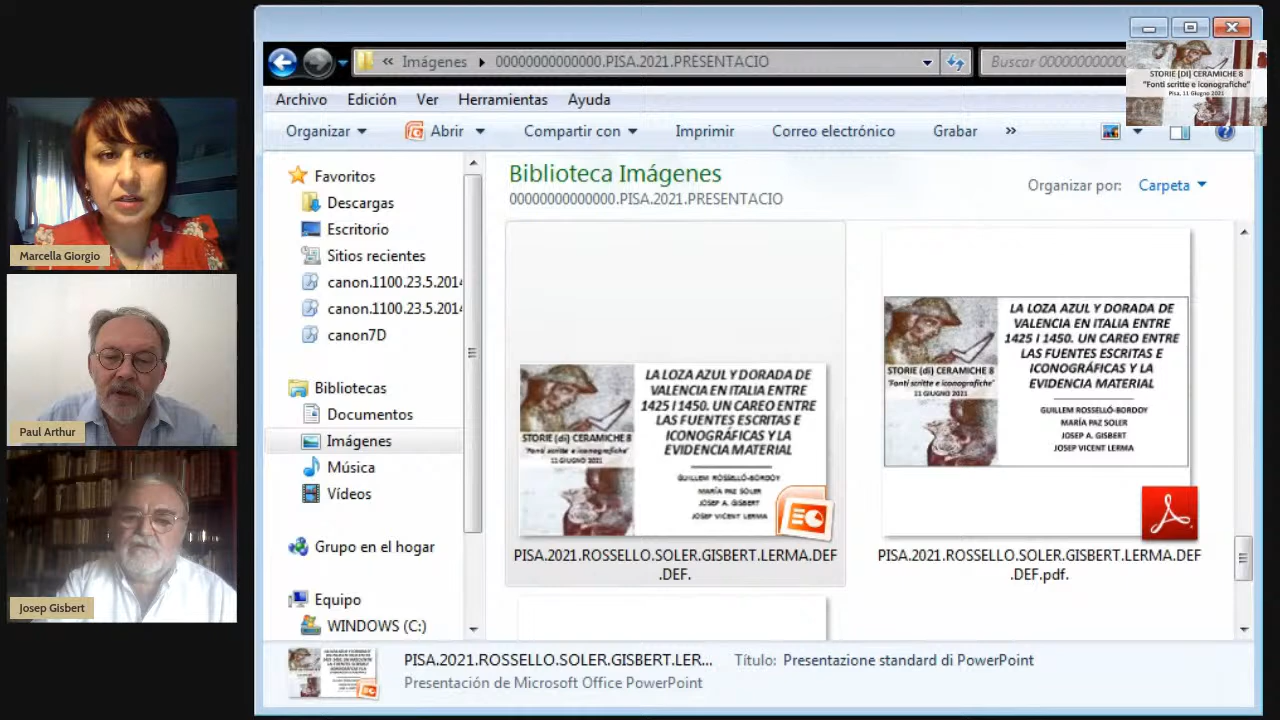 Marcella Giorgio
Paul Arthur
Josep Gisbert
« Imágenes ▸ 00000000000000.PISA.2021.PRESENTACIO
STORIE [DI] CERAMICHE 8
"Fonti scritte e iconografiche"
Pisa, 11 Giugno 2021
Archivo Edición Ver Herramientas Ayuda
Organizar Abrir Compartir con Imprimir Correo electrónico Grabar »
Favoritos
Descargas
Escritorio
Sitios recientes
canon.1100.23.5.2014
canon.1100.23.5.2014
canon7D
Bibliotecas
Documentos
Imágenes
Música
Vídeos
Grupo en el hogar
Equipo
WINDOWS (C:)
Biblioteca Imágenes
00000000000000.PISA.2021.PRESENTACIO
Organizar por: Carpeta
LA LOZA AZUL Y DORADA DE
VALENCIA EN ITALIA ENTRE
1425 I 1450. UN CAREO ENTRE
LAS FUENTES ESCRITAS E
ICONOGRÁFICAS Y LA
EVIDENCIA MATERIAL
STORIE (di) CERAMICHE 8
"Fonti scritte e iconografiche"
11 GIUGNO 2021
GUILLEM ROSSELLÓ-BORDOY
MARÍA PAZ SOLER
JOSEP A. GISBERT
JOSEP VICENT LERMA
PISA.2021.ROSSELLO.SOLER.GISBERT.LERMA.DEF
.DEF.
LA LOZA AZUL Y DORADA DE
VALENCIA EN ITALIA ENTRE
1425 I 1450. UN CAREO ENTRE
LAS FUENTES ESCRITAS E
ICONOGRÁFICAS Y LA
EVIDENCIA MATERIAL
STORIE (di) CERAMICHE 8
"Fonti scritte e iconografiche"
11 GIUGNO 2021
GUILLEM ROSSELLÓ-BORDOY
MARÍA PAZ SOLER
JOSEP A. GISBERT
JOSEP VICENT LERMA
PISA.2021.ROSSELLO.SOLER.GISBERT.LERMA.DEF
.DEF.pdf.
PISA.2021.ROSSELLO.SOLER.GISBERT.LER... Título: Presentazione standard di PowerPoint
Presentación de Microsoft Office PowerPoint